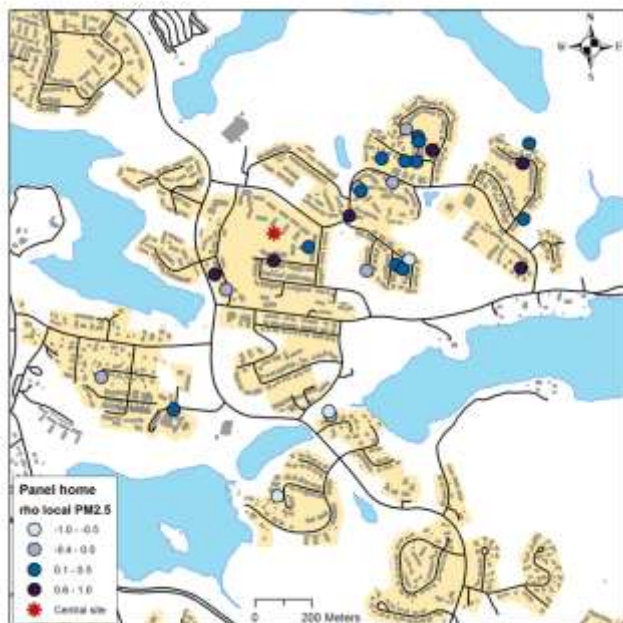 N
W E
S
Panel home
rho local PM2.5
-1.0 - -0.5
-0.4 - 0.0
0.1 - 0.5
0.6 - 1.0
Central site
0 200 Meters